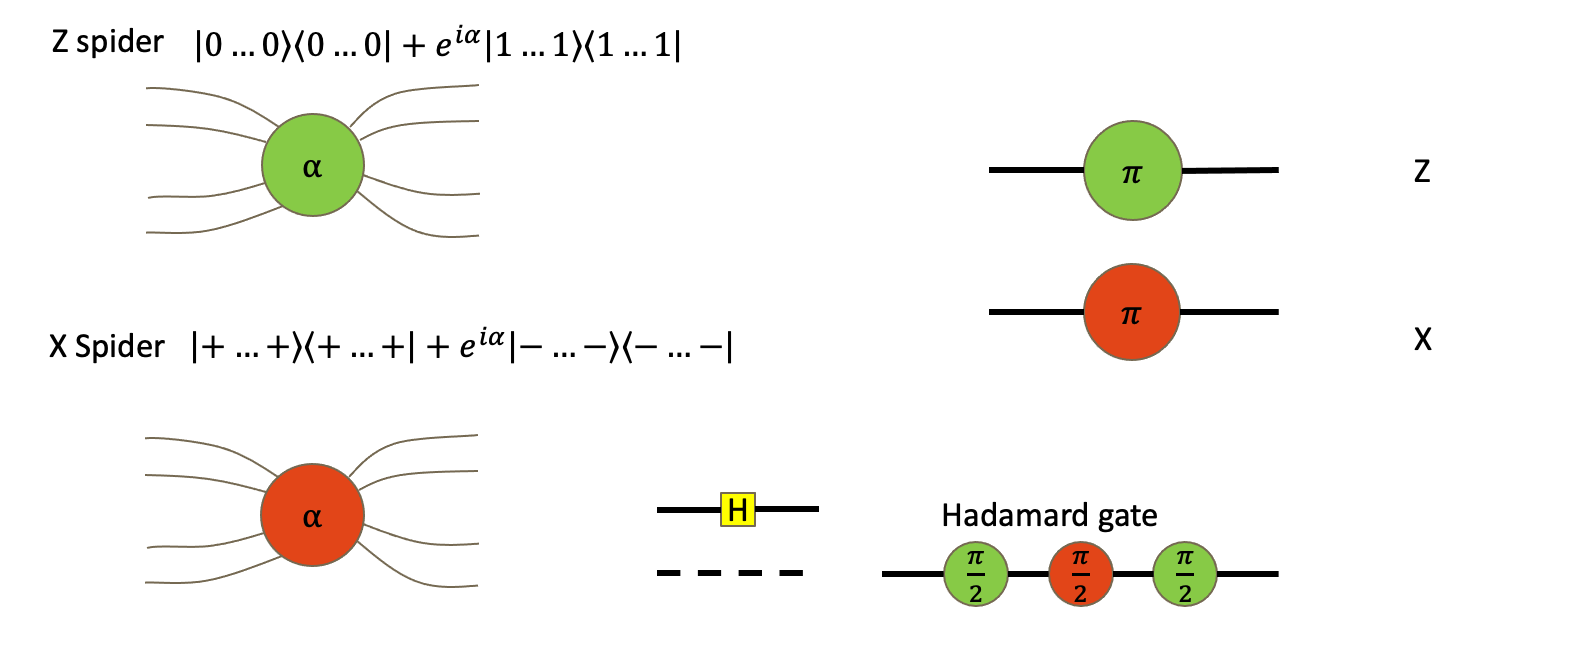 Z spider |0 … 0⟩⟨0 … 0| + e^{iα}|1 … 1⟩⟨1 … 1|
α
π Z
π X
X Spider |+ … +⟩⟨+ … +| + e^{iα}|− … −⟩⟨− … −|
α
H
Hadamard gate
π/2 π/2 π/2